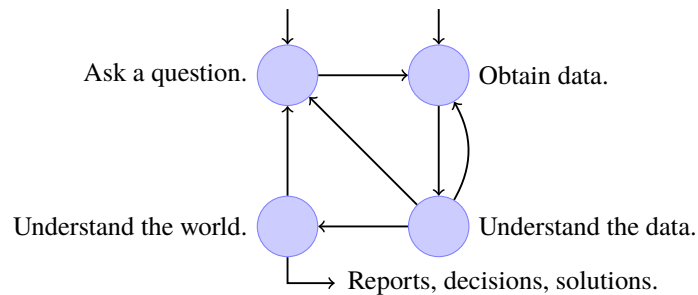 Ask a question.
Obtain data.
Understand the world.
Understand the data.
Reports, decisions, solutions.